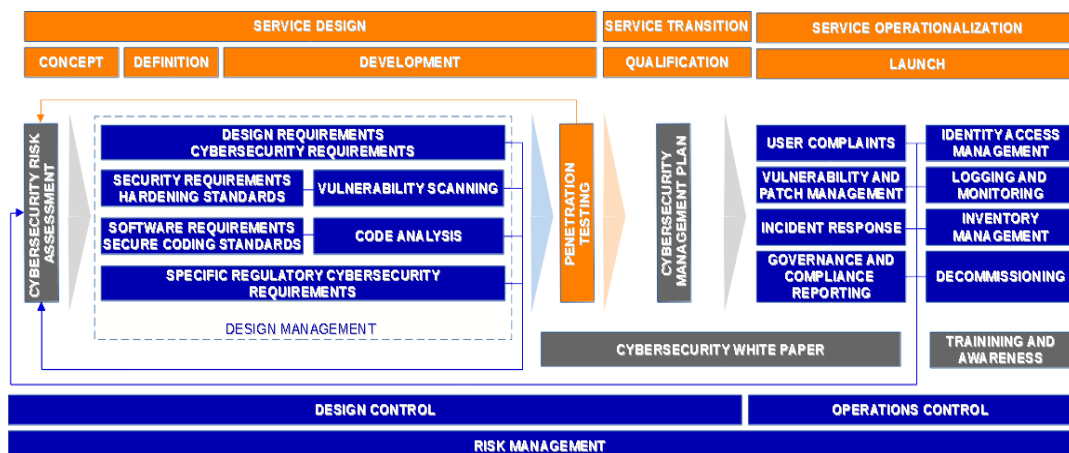 SERVICE DESIGN
SERVICE TRANSITION
SERVICE OPERATIONALIZATION
CONCEPT
DEFINITION
DEVELOPMENT
QUALIFICATION
LAUNCH
CYBERSECURITY RISK
ASSESSMENT
DESIGN REQUIREMENTS
CYBERSECURITY REQUIREMENTS
SECURITY REQUIREMENTS
HARDENING STANDARDS
VULNERABILITY SCANNING
SOFTWARE REQUIREMENTS
SECURE CODING STANDARDS
CODE ANALYSIS
SPECIFIC REGULATORY CYBERSECURITY
REQUIREMENTS
DESIGN MANAGEMENT
PENETRATION
TESTING
CYBERSECURITY
MANAGEMENT PLAN
USER COMPLAINTS
IDENTITY ACCESS
MANAGEMENT
VULNERABILITY AND
PATCH MANAGEMENT
LOGGING AND
MONITORING
INCIDENT RESPONSE
INVENTORY
MANAGEMENT
GOVERNANCE AND
COMPLIANCE
REPORTING
DECOMMISSIONING
CYBERSECURITY WHITE PAPER
TRAINING AND
AWARENESS
DESIGN CONTROL
OPERATIONS CONTROL
RISK MANAGEMENT